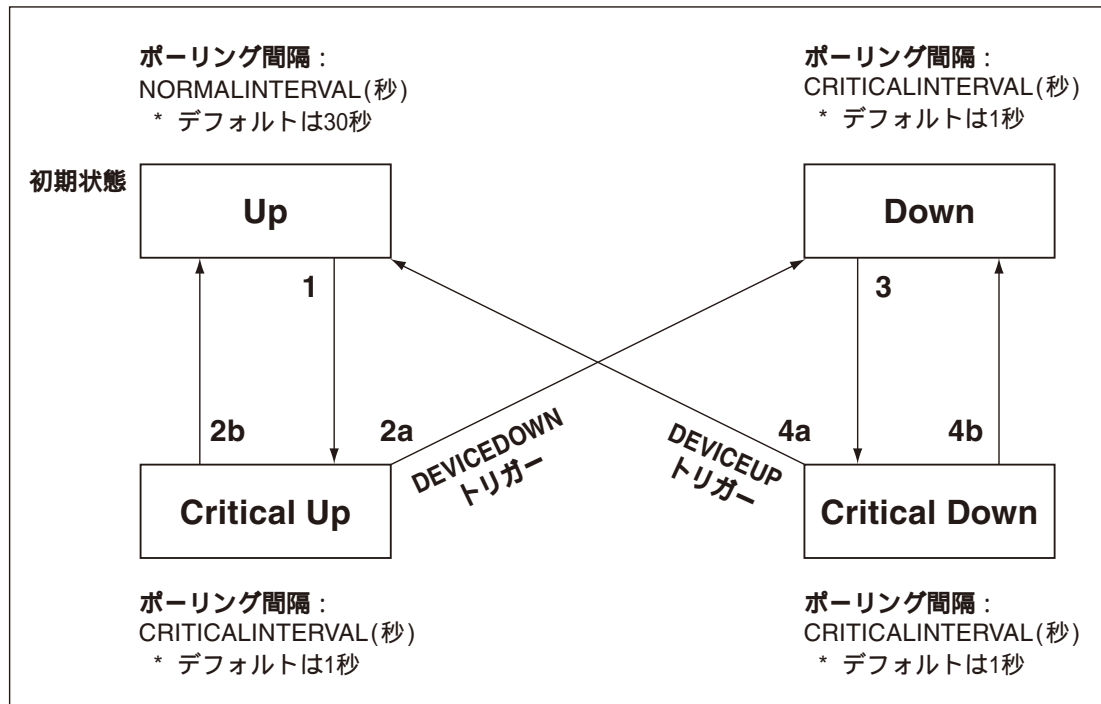 ポーリング間隔：
NORMALINTERVAL(秒)
* デフォルトは30秒
ポーリング間隔：
CRITICALINTERVAL(秒)
* デフォルトは1秒
初期状態
Up
Down
1
3
2b
2a
DEVICEDOWN
トリガー
DEVICEUP
トリガー
4a
4b
Critical Up
Critical Down
ポーリング間隔：
CRITICALINTERVAL(秒)
* デフォルトは1秒
ポーリング間隔：
CRITICALINTERVAL(秒)
* デフォルトは1秒